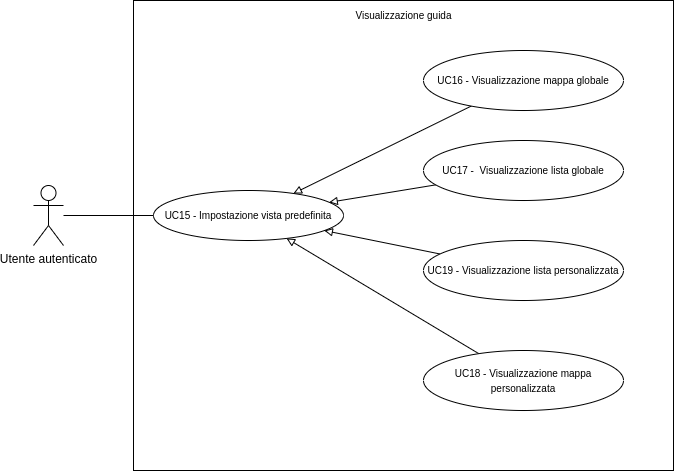 Visualizzazione guida
UC16 - Visualizzazione mappa globale
UC17 -  Visualizzazione lista globale
UC15 - Impostazione vista predefinita
Utente autenticato
UC19 - Visualizzazione lista personalizzata
UC18 - Visualizzazione mappa
personalizzata